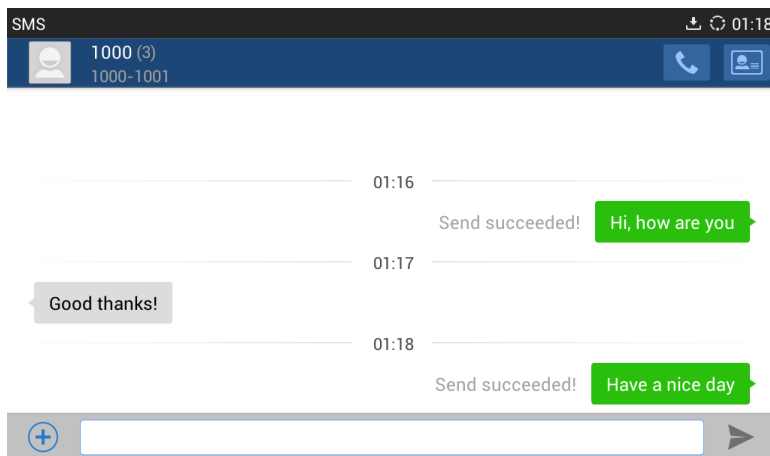 SMS
01:18
1000 (3)
1000-1001
01:16
Send succeeded! Hi, how are you
01:17
Good thanks!
01:18
Send succeeded! Have a nice day